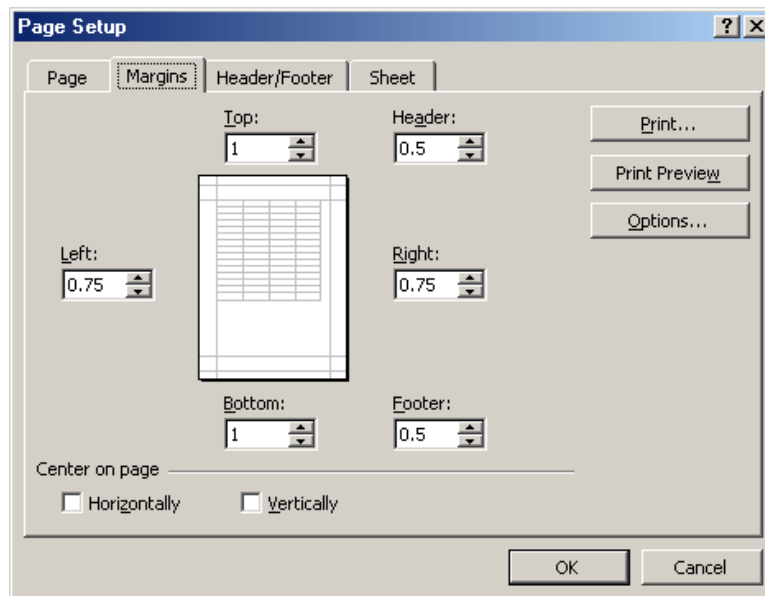 Page Setup
Page Margins Header/Footer Sheet
Top: Header:
1 0.5
Print...
Print Preview
Options...
Left: Right:
0.75 0.75
Bottom: Footer:
1 0.5
Center on page
Horizontally Vertically
OK Cancel